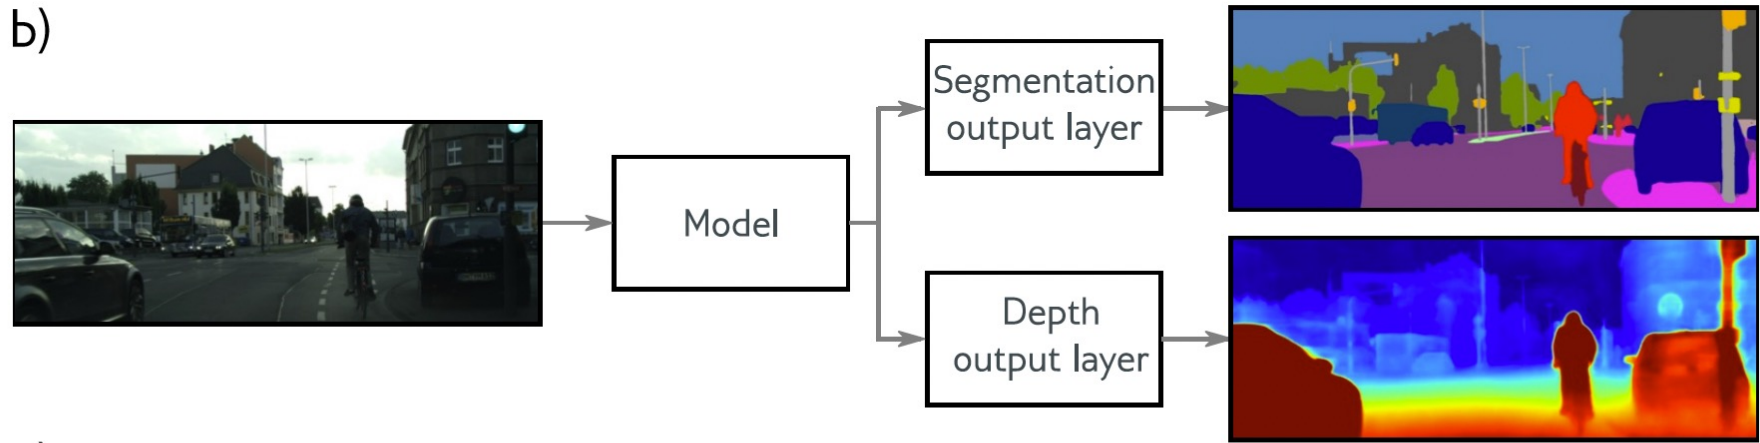 b)
Segmentation
output layer
Model
Depth
output layer